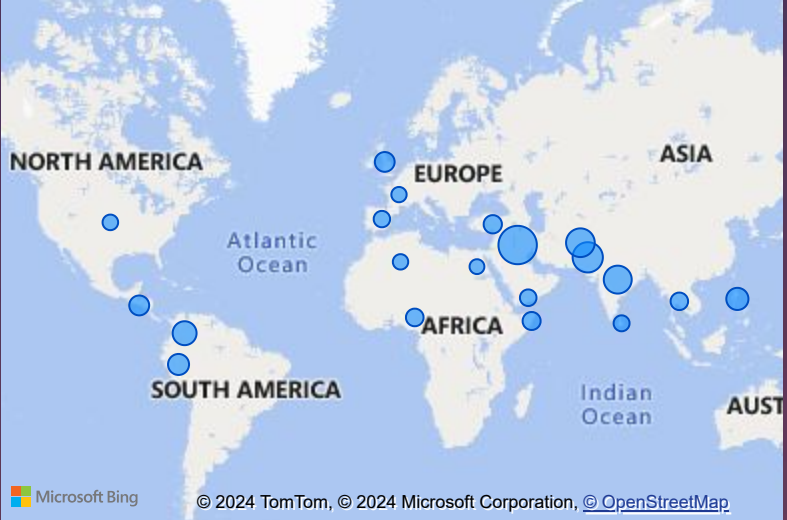 ASIA
NORTH AMERICA
EUROPE
Atlantic
Ocean
AFRICA
SOUTH AMERICA
Indian
Ocean
AUST
Microsoft Bing
© 2024 TomTom, © 2024 Microsoft Corporation, © OpenStreetMap